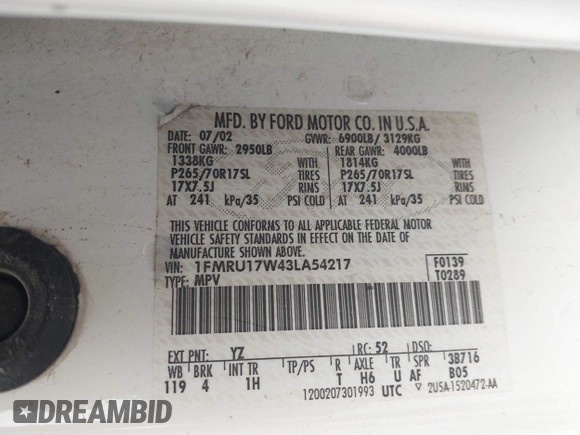 MFD. BY FORD MOTOR CO. IN U.S.A.
DATE: 07/02 GVWR: 6900LB/ 3129KG
FRONT GAWR: 2950LB REAR GAWR: 4000LB
1338KG WITH 1814KG WITH
P265/70R17SL TIRES P265/70R17SL TIRES
17X7.5J RIMS 17X7.5J RIMS
AT 241 kPa/35 PSI COLD AT 241 kPa/35 PSI COLD
THIS VEHICLE CONFORMS TO ALL APPLICABLE FEDERAL MOTOR
VEHICLE SAFETY STANDARDS IN EFFECT ON THE DATE OF
MANUFACTURE SHOWN ABOVE.
VIN: 1FMRU17W43LA54217 F0139
TYPE: MPV T0289
EXT PNT: YZ RC: 52 DSO:
WB BRK INT TR TP/PS R AXLE TR SPR 3B716
119 4 1H T H6 U AF B05
1200207301993 UTC 2U5A-1520472-AA
CarfastExpress.com